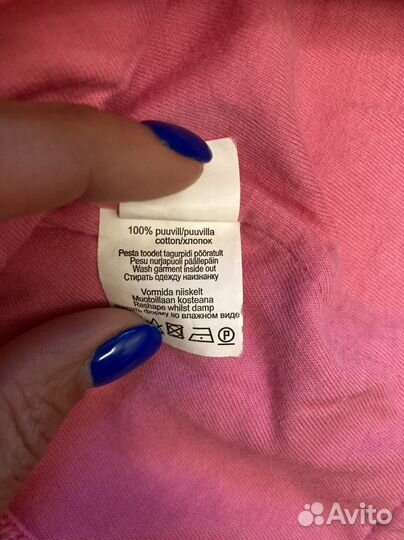 100% puuvill/puuvilla
cotton/хлопок
Pesta toodet tagurpidi pööratult
Pesu nurjapuoli päällepäin
Wash garment inside out
Стирать одежду наизнанку
Vormida niiskelt
Muotoillaan kosteana
Reshape whilst damp
форму во влажном виде
P
Avito